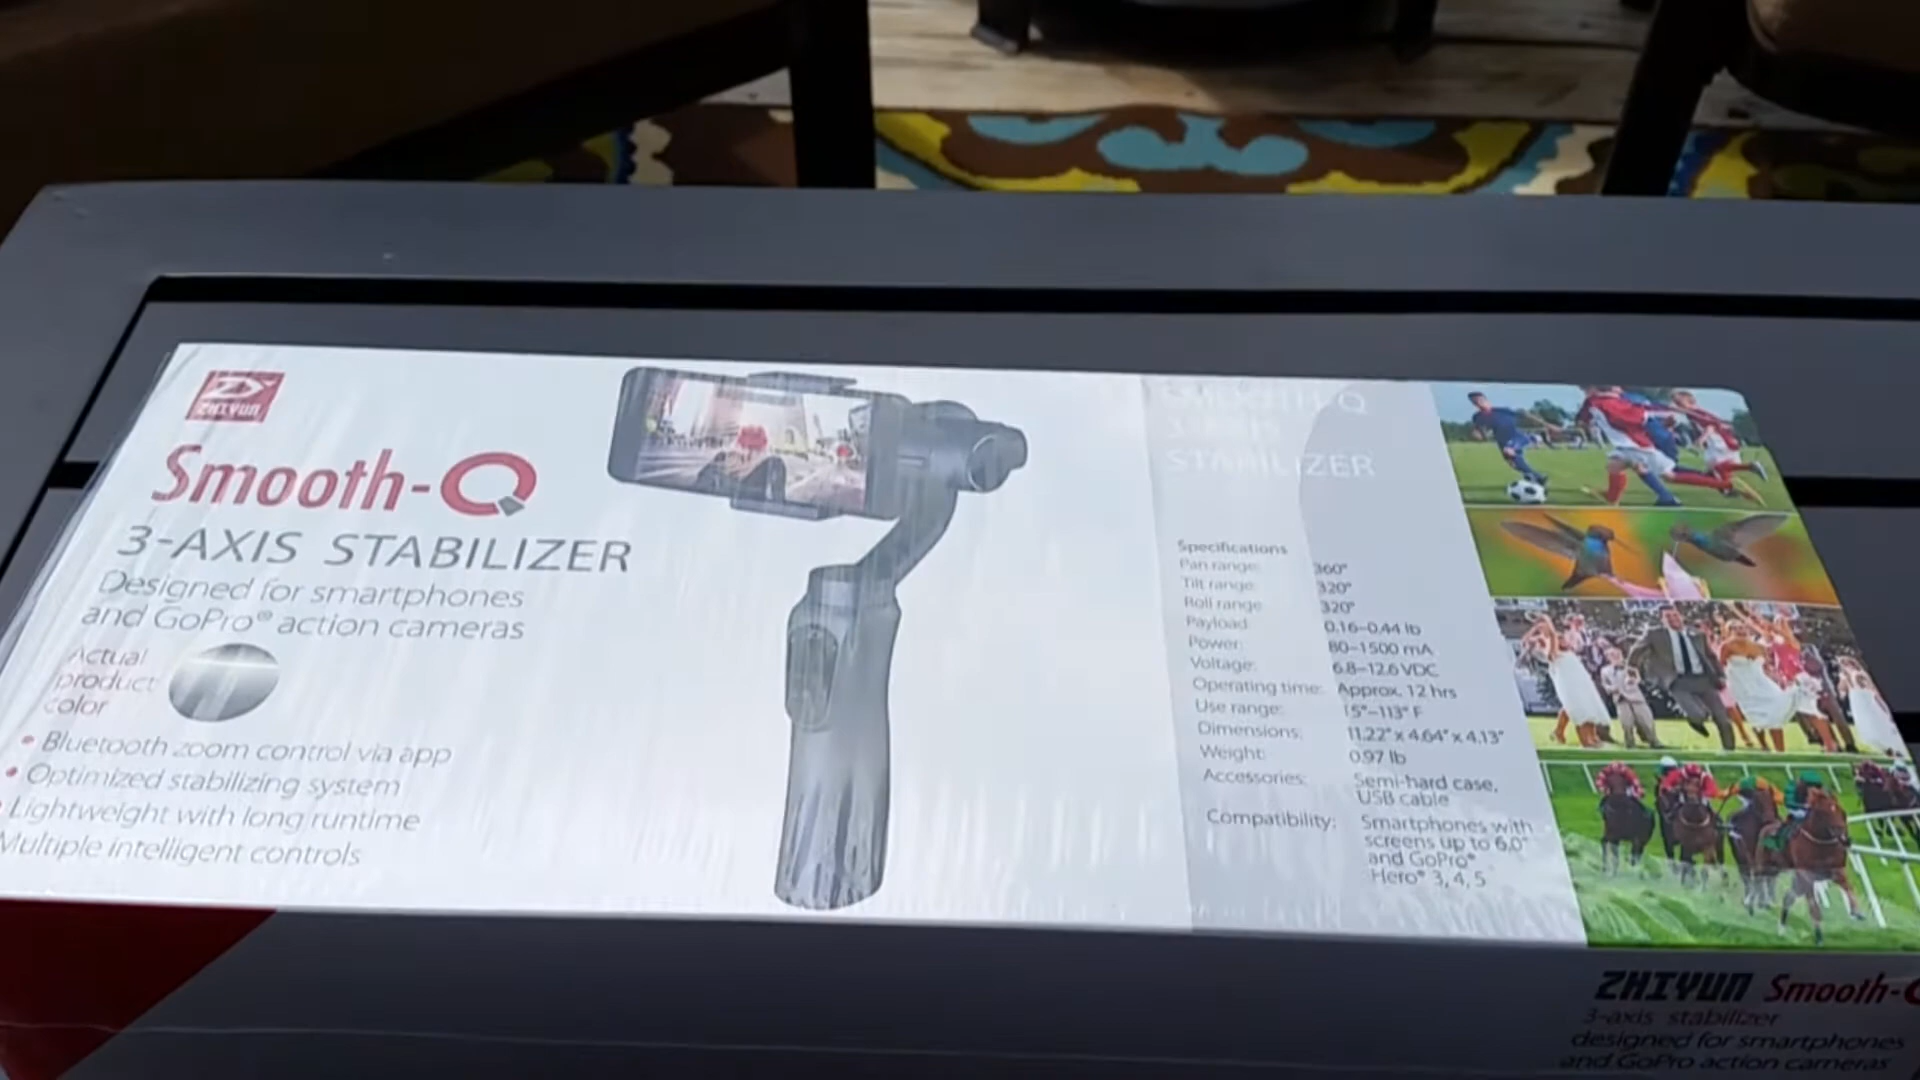 ZHIYUN
Smooth-Q
3-AXIS STABILIZER
Designed for smartphones
and GoPro® action cameras
Actual
product
color
• Bluetooth zoom control via app
• Optimized stabilizing system
• Lightweight with long runtime
Multiple intelligent controls
SMOOTH-Q
3-AXIS
STABILIZER
Specifications
Pan range: 360°
Tilt range: 320°
Roll range 320°
Payload: 0.16–0.44 lb
Power: 80–1500 mA
Voltage: 6.8–12.6 VDC
Operating time: Approx. 12 hrs
Use range: 15°–113° F
Dimensions: 11.22" x 4.64" x 4.13"
Weight: 0.97 lb
Accessories: Semi-hard case,
USB cable
Compatibility: Smartphones with
screens up to 6.0"
and GoPro®
Hero® 3, 4, 5
ZHIYUN Smooth-Q
3-axis stabilizer
designed for smartphones
and GoPro action cameras